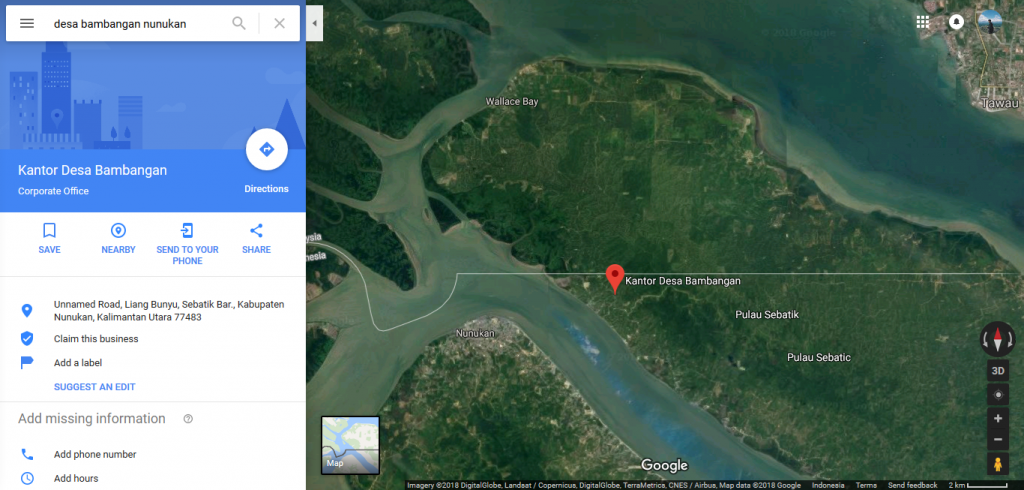 desa bambangan nunukan
Kantor Desa Bambangan
Corporate Office
Directions
SAVE
NEARBY
SEND TO YOUR
PHONE
SHARE
Unnamed Road, Liang Bunyu, Sebatik Bar., Kabupaten
Nunukan, Kalimantan Utara 77483
Claim this business
Add a label
SUGGEST AN EDIT
Add missing information
Add phone number
Add hours
Wallace Bay
Tawau
ysia
nesia
Kantor Desa Bambangan
Pulau Sebatik
Nunukan
Pulau Sebatic
3D
Map
Google
Imagery ©2018 DigitalGlobe, Landsat / Copernicus, DigitalGlobe, TerraMetrica, CNES / Airbus, Map data ©2018 Google
Indonesia
Terms
Send feedback
2 km